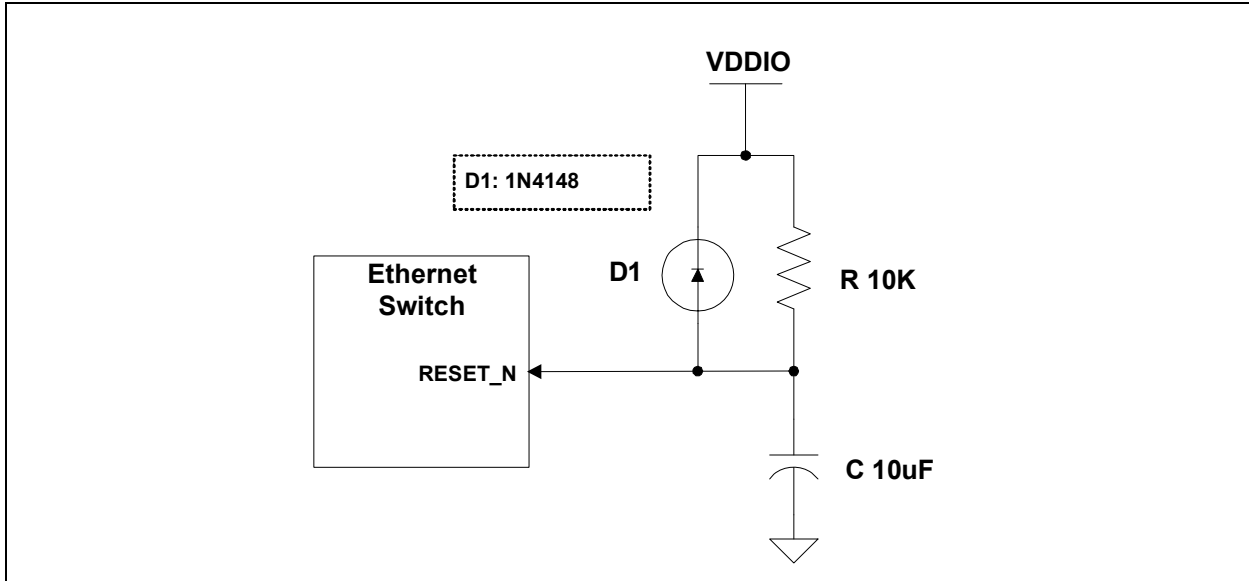 VDDIO
D1: 1N4148
Ethernet
Switch
D1
R 10K
RESET_N
C 10uF